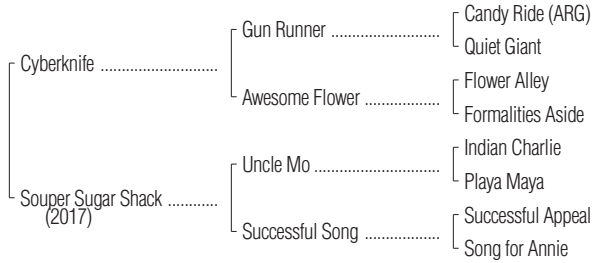 Candy Ride (ARG)
Gun Runner ........................
Quiet Giant
Cyberknife ..........................
Flower Alley
Awesome Flower ................
Formalities Aside
Indian Charlie
Uncle Mo ............................
Playa Maya
Souper Sugar Shack ...........
(2017)
Successful Appeal
Successful Song ................
Song for Annie